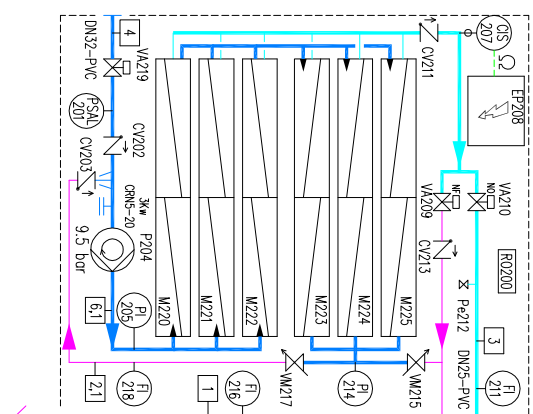 4
DN32-PVC
VA219
PSAL
201
CV203
CV202
3Kw
CRN5-20
P204
9.5 bar
6,1
PI
205
2,1
FI
218
M220
M221
M222
M223
M224
M225
1
FI
216
VM217
PI
214
VM215
CV211
CIS
207
Ω
EP208
VA209
NF
NO
VA210
CV213
RO200
Pe212
3
DN25-PVC
FI
211